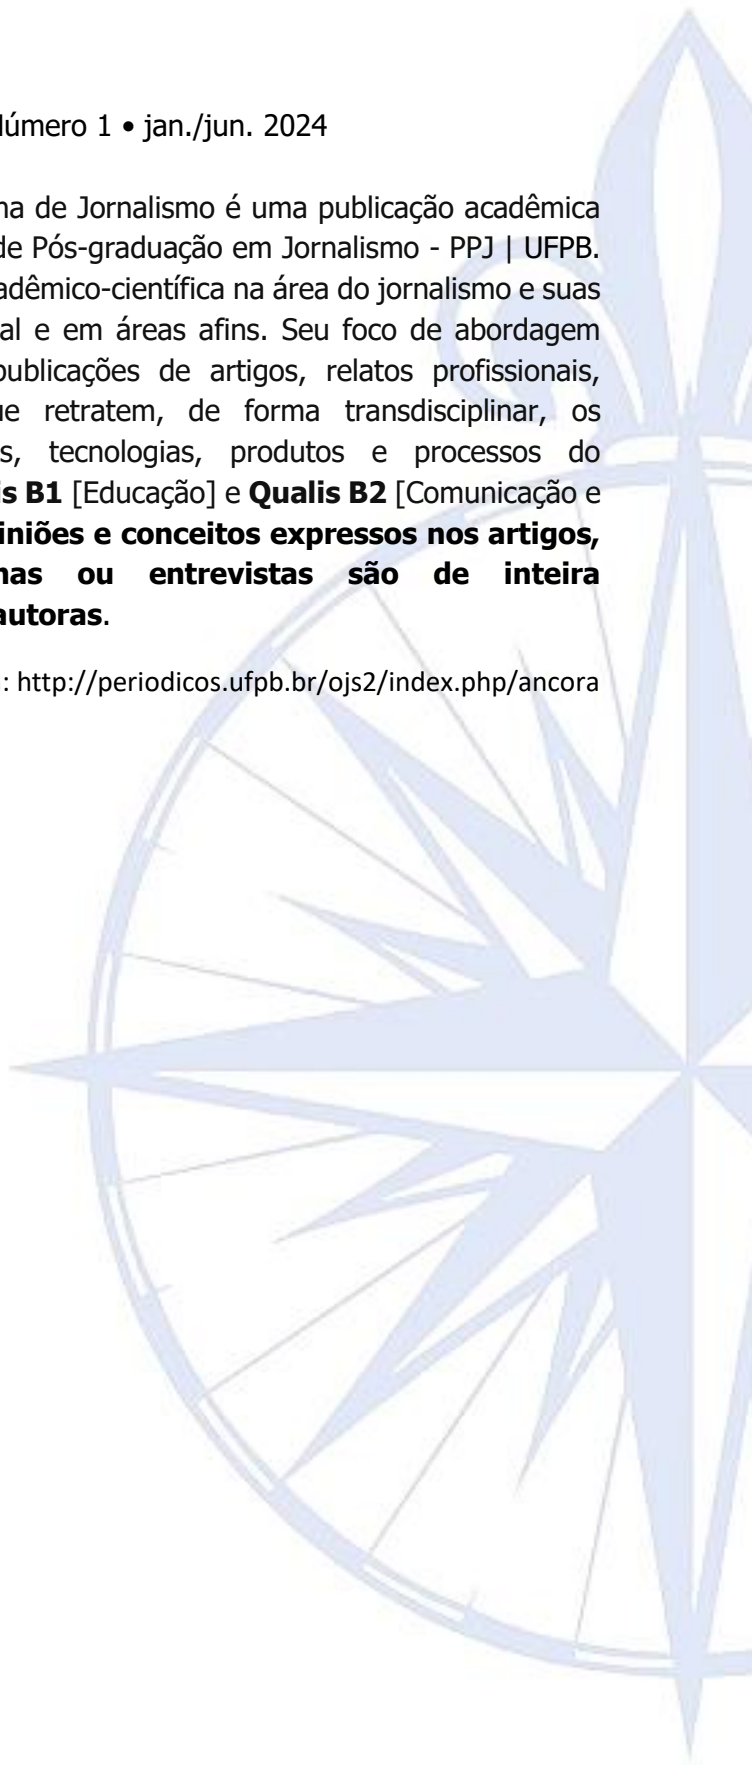 Número 1 • jan./jun. 2024
de Jornalismo é uma publicação acadêmica
de Pós-graduação em Jornalismo - PPJ | UFPB.
adêmico-científica na área do jornalismo e suas
al e em áreas afins. Seu foco de abordagem
publicações de artigos, relatos profissionais,
ue retratem, de forma transdisciplinar, os
s, tecnologias, produtos e processos do
is B1 [Educação] e Qualis B2 [Comunicação e
iniões e conceitos expressos nos artigos,
nas ou entrevistas são de inteira
autoras.
: http://periodicos.ufpb.br/ojs2/index.php/ancora